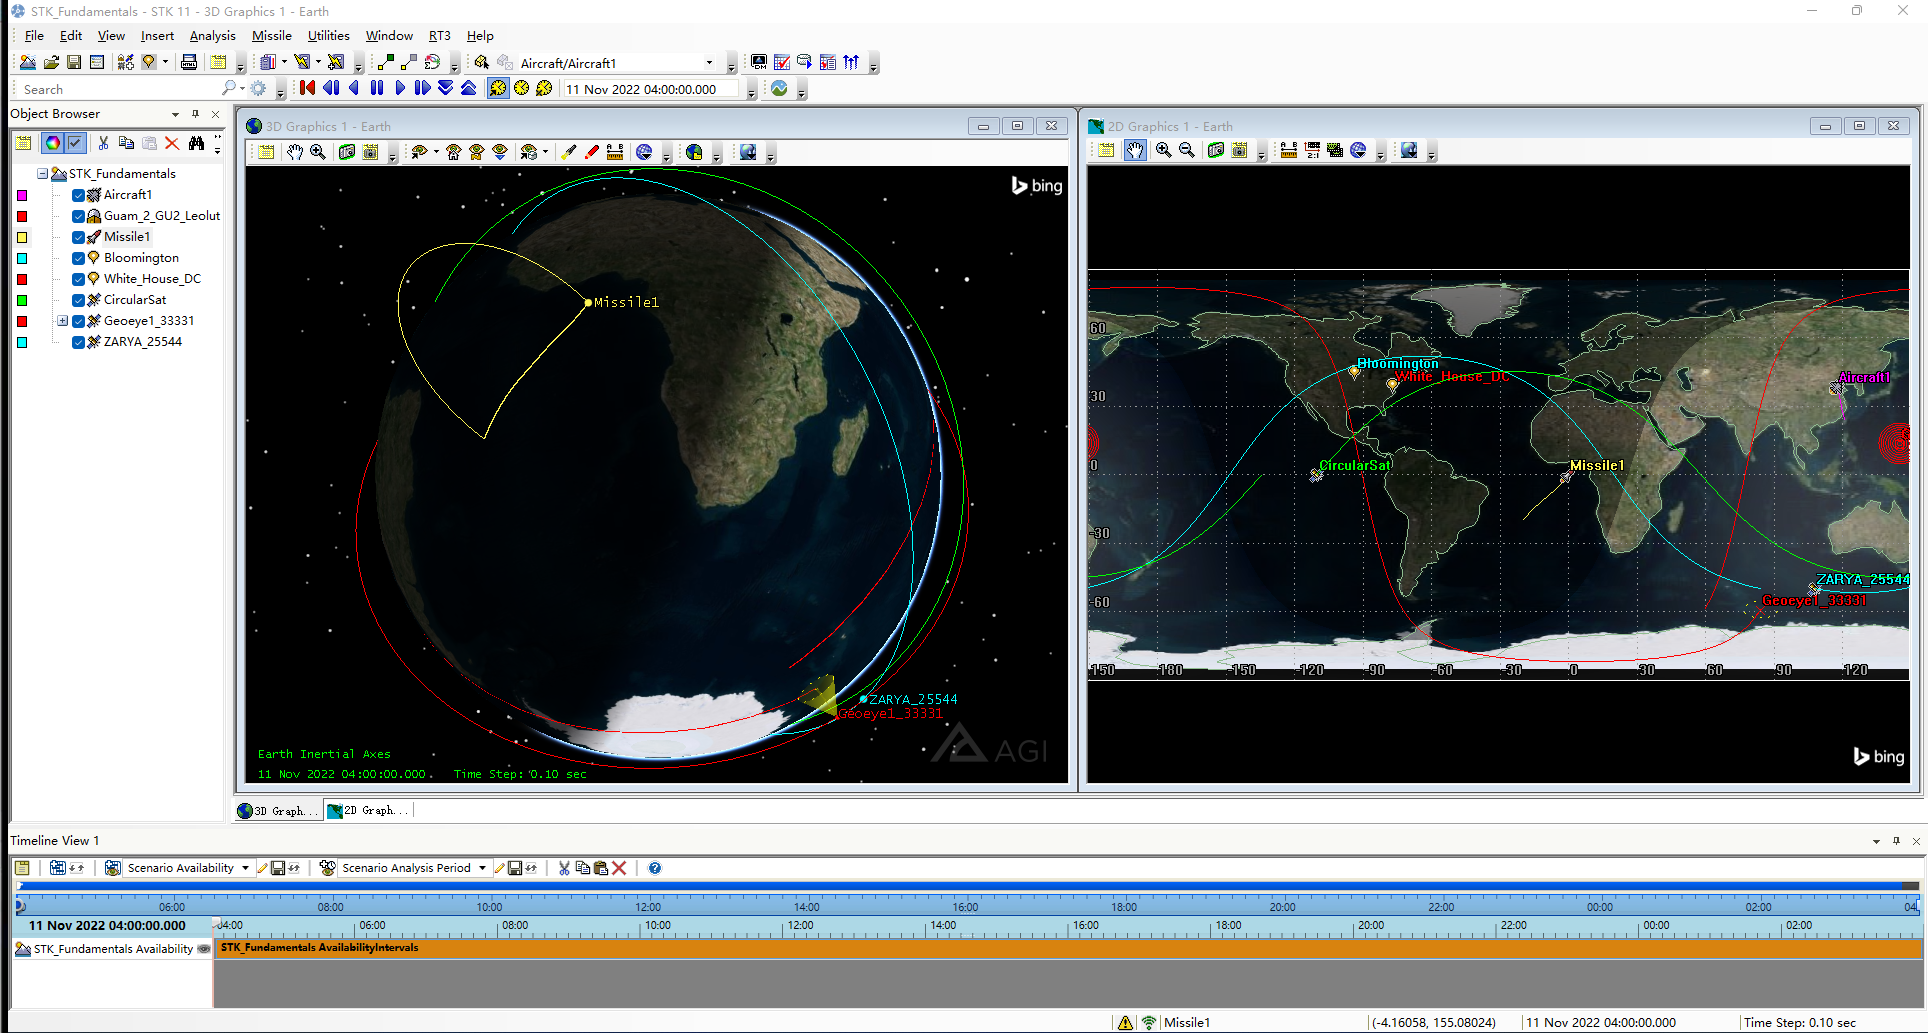 STK_Fundamentals - STK 11 - 3D Graphics 1 - Earth
File Edit View Insert Analysis Missile Utilities Window RT3 Help
Aircraft/Aircraft1
Search
11 Nov 2022 04:00:00.000
Object Browser
STK_Fundamentals
Aircraft1
Guam_2_GU2_Leolut
Missile1
Bloomington
White_House_DC
CircularSat
Geoeye1_33331
ZARYA_25544
3D Graphics 1 - Earth
bing
Missile1
ZARYA_25544
Geoeye1_33331
AGI
Earth Inertial Axes
11 Nov 2022 04:00:00.000. Time Step: 0.10 sec
2D Graphics 1 - Earth
60
Bloomington
White_House_DC
Aircraft1
30
CircularSat
Missile1
0
-30
ZARYA_25544
-60
Geoeye1_33331
150 180 -150 -120 -90 -60 -30 0 30 60 90 120
bing
3D Graph... 2D Graph...
Timeline View 1
Scenario Availability Scenario Analysis Period
06:00 08:00 10:00 12:00 14:00 16:00 18:00 20:00 22:00 00:00 02:00 04
11 Nov 2022 04:00:00.000 04:00 06:00 08:00 10:00 12:00 14:00 16:00 18:00 20:00 22:00 00:00 02:00
STK_Fundamentals Availability STK_Fundamentals AvailabilityIntervals
Missile1 (-4.16058, 155.08024) 11 Nov 2022 04:00:00.000 Time Step: 0.10 sec